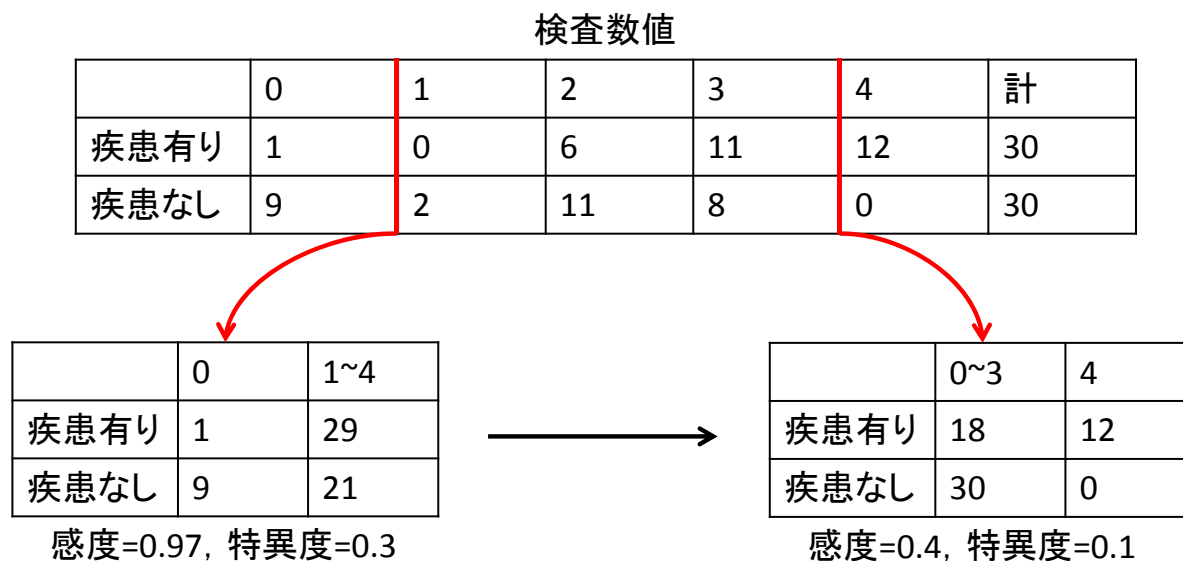 検査数値
0 1 2 3 4 計
疾患有り 1 0 6 11 12 30
疾患なし 9 2 11 8 0 30
0 1~4
疾患有り 1 29
疾患なし 9 21
感度=0.97, 特異度=0.3
0~3 4
疾患有り 18 12
疾患なし 30 0
感度=0.4, 特異度=0.1